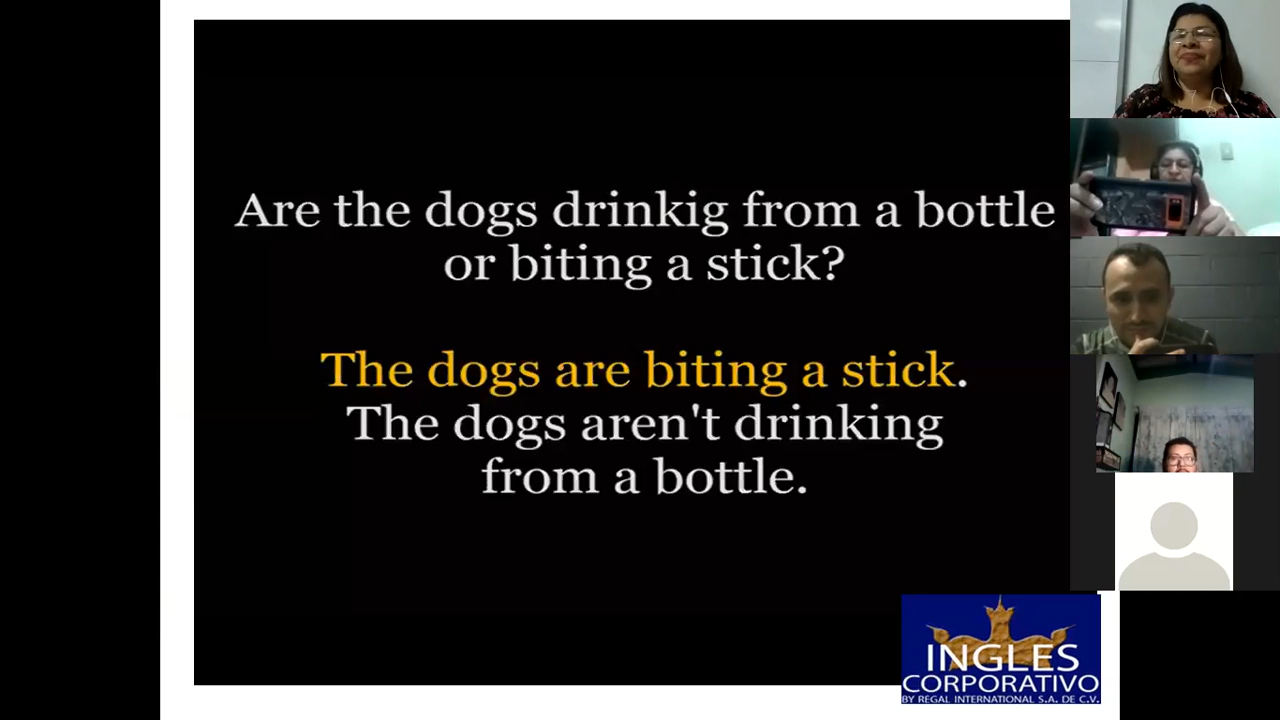 Are the dogs drinkig from a bottle
or biting a stick?
The dogs are biting a stick.
The dogs aren't drinking
from a bottle.
INGLES
CORPORATIVO
BY REGAL INTERNATIONAL S.A. DE C.V.